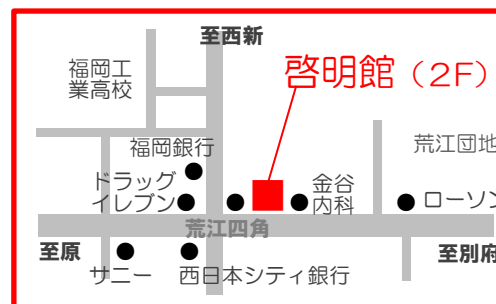 至西新
啓明館（2F）
福岡工
業高校
荒江団地
福岡銀行
ドラッグ
イレブン
金谷
内科
ローソン
荒江四角
至原
至別府
サニー
西日本シティ銀行